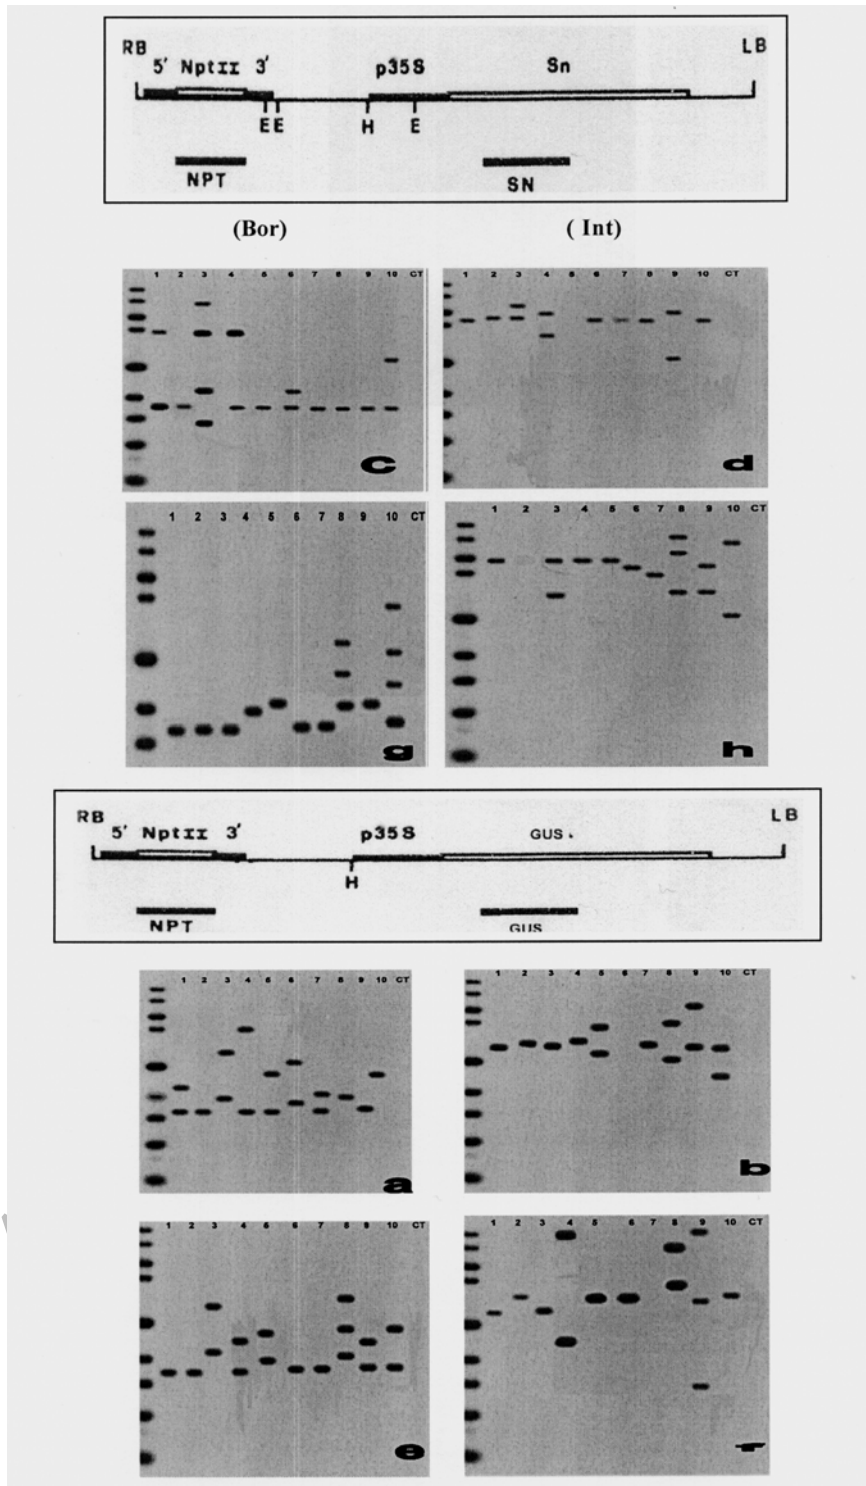 RB LB
5' NptII 3' p35S Sn
E E H E
NPT SN
(Bor) ( Int)
1 2 3 4 5 6 7 8 9 10 CT
1 2 3 4 5 6 7 8 9 10 CT
c d
1 2 3 4 5 6 7 8 9 10 CT
1 2 3 4 5 6 7 8 9 10 CT
g h
RB LB
5' NptII 3' p35S GUS
H
NPT GUS
1 2 3 4 5 6 7 8 9 10 CT
1 2 3 4 5 6 7 8 9 10 CT
a b
1 2 3 4 5 6 7 8 9 10 CT
1 2 3 4 5 6 7 8 9 10 CT
e f